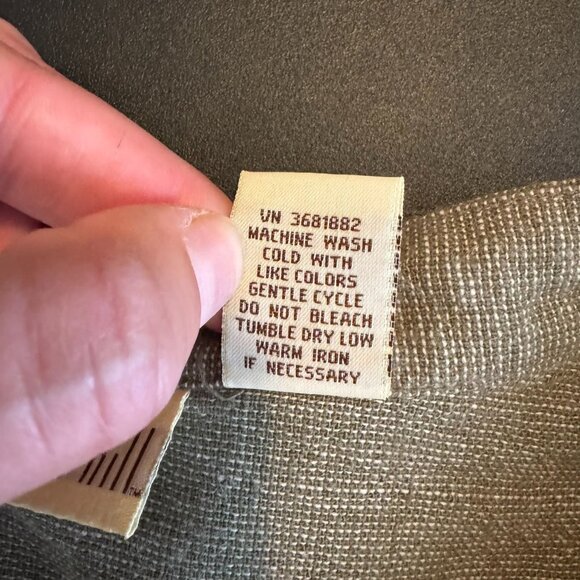 VN 3681882
MACHINE WASH
COLD WITH
LIKE COLORS
GENTLE CYCLE
DO NOT BLEACH
TUMBLE DRY LOW
WARM IRON
IF NECESSARY
TM